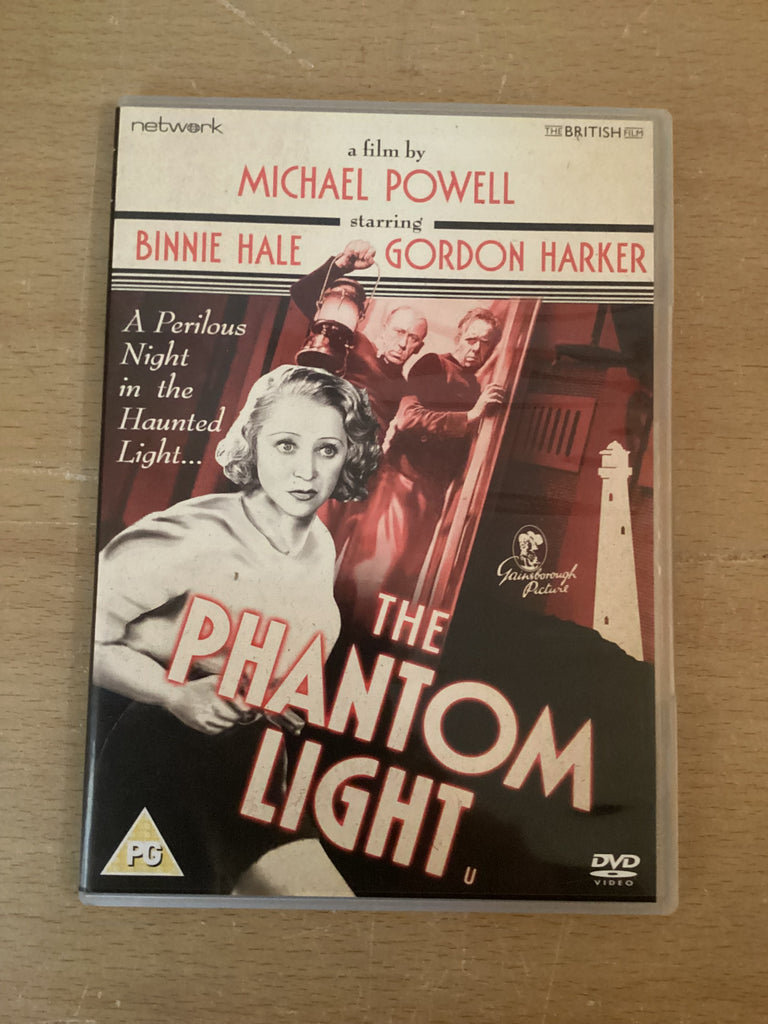 network
THE BRITISH FILM
a film by
MICHAEL POWELL
starring
BINNIE HALE
GORDON HARKER
A Perilous
Night
in the
Haunted
Light...
Gainsborough
Picture
THE
PHANTOM
LIGHT
U
PG
DVD
VIDEO